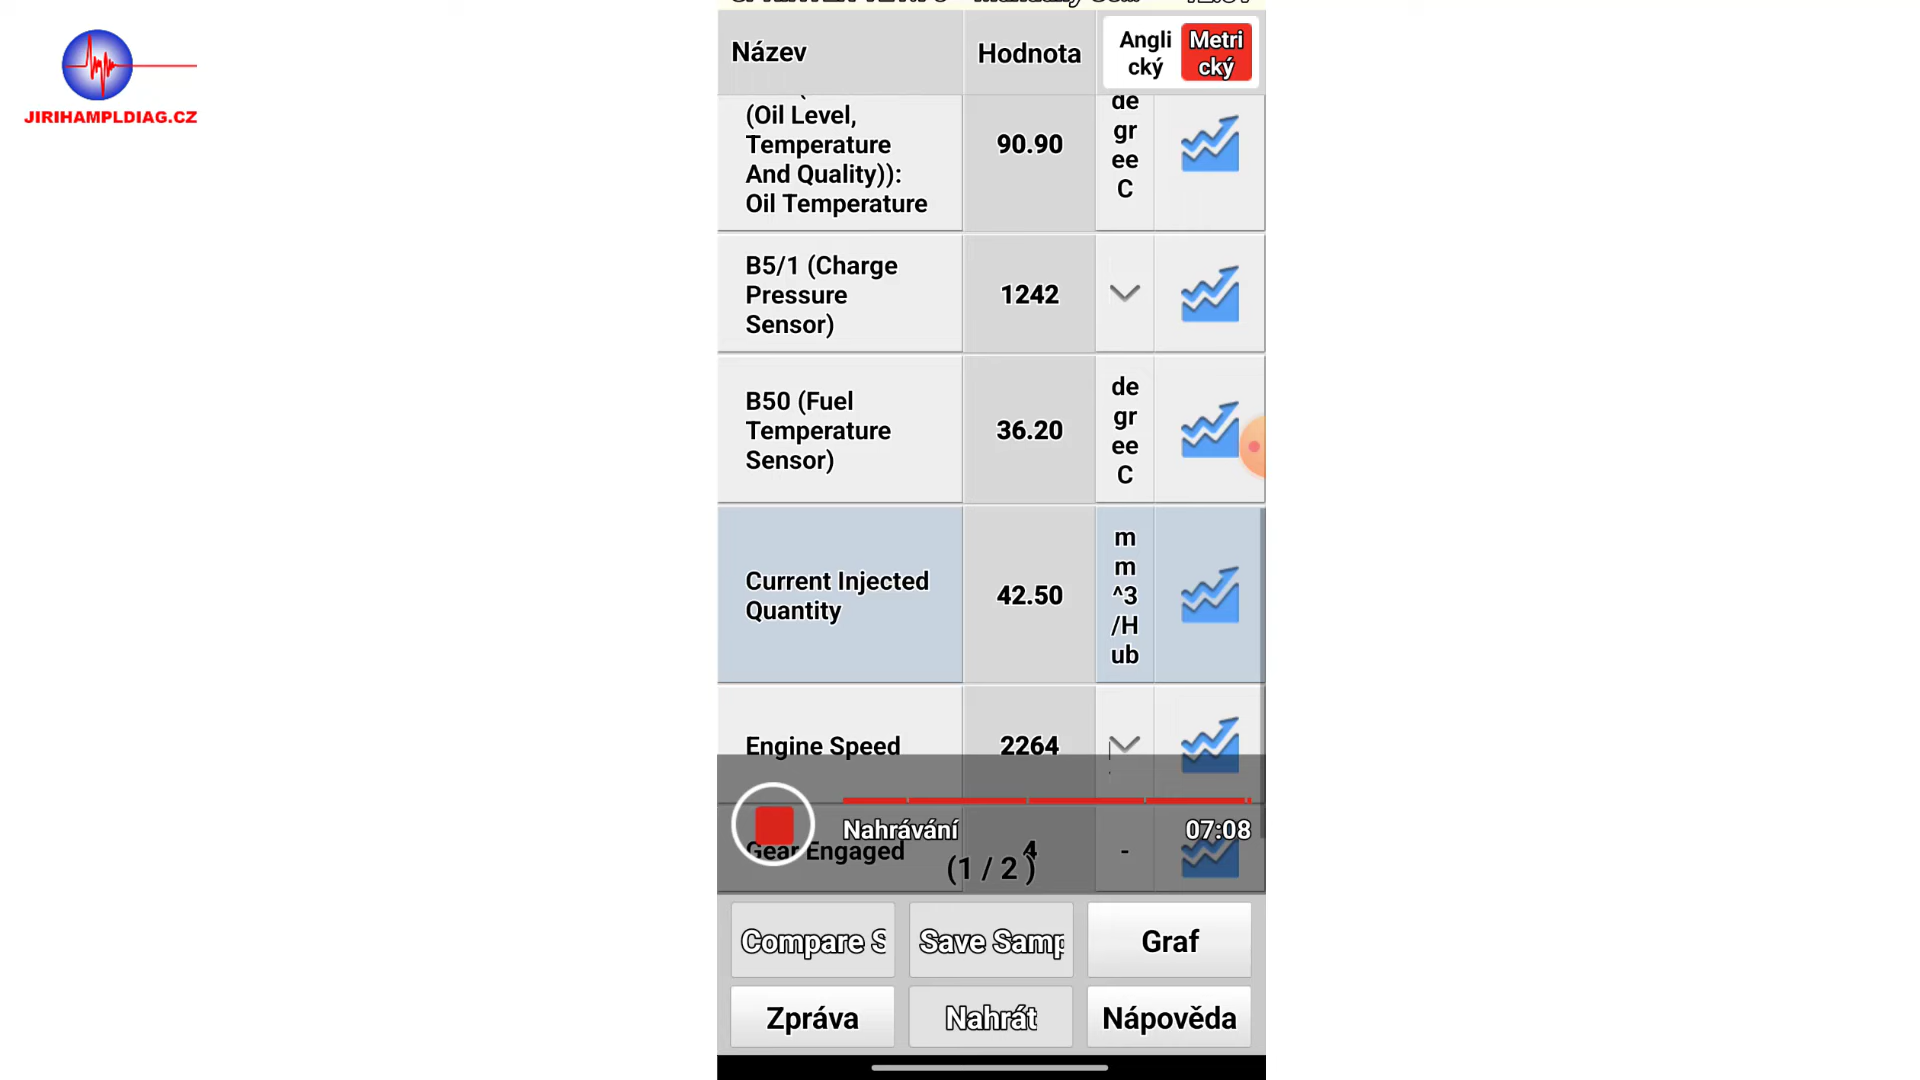 JIRIHAMPLDIAG.CZ
Název
Hodnota
Angli
cký
Metri
cký
(Oil Level,
Temperature
And Quality)):
Oil Temperature
90.90
de
gr
ee
C
B5/1 (Charge
Pressure
Sensor)
1242
B50 (Fuel
Temperature
Sensor)
36.20
de
gr
ee
C
Current Injected
Quantity
42.50
m
m
^3
/H
ub
Engine Speed
2264
Nahrávání
07:08
Gear Engaged
4
-
(1 / 2 )
Compare S
Save Samp
Graf
Zpráva
Nahrát
Nápověda